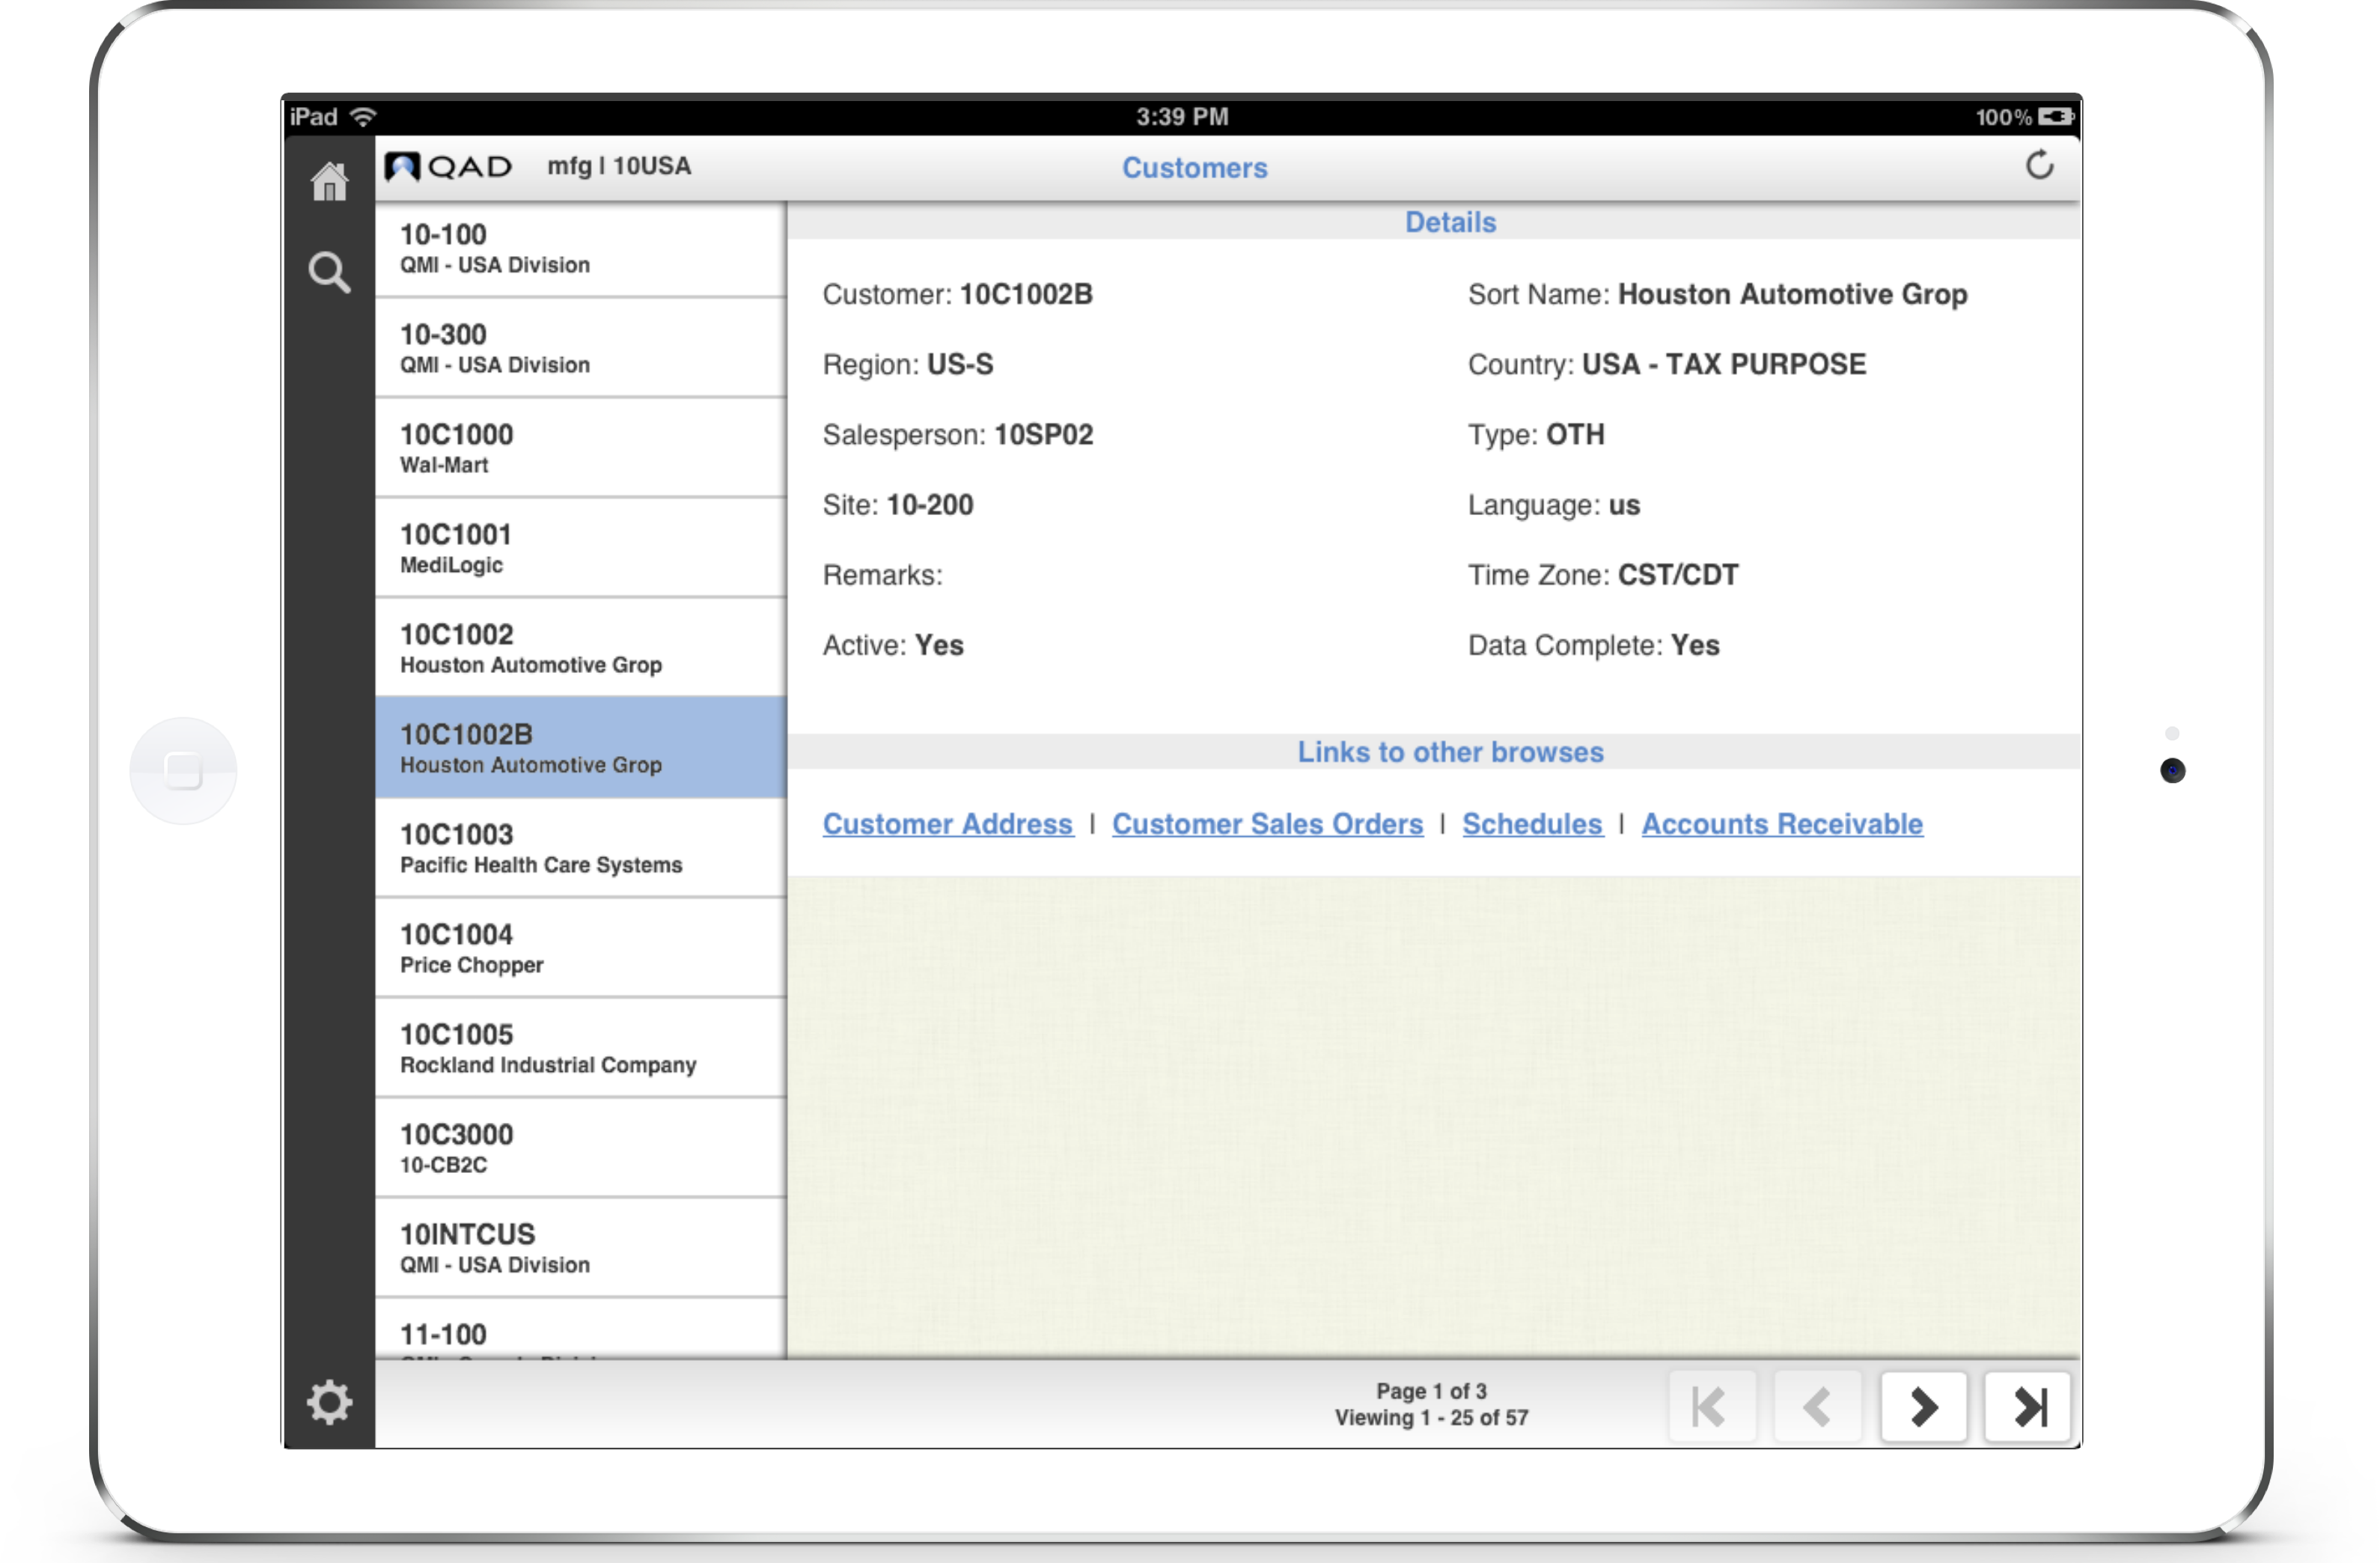 iPad 3:39 PM 100%
QAD mfg | 10USA Customers
10-100
QMI - USA Division
10-300
QMI - USA Division
10C1000
Wal-Mart
10C1001
MediLogic
10C1002
Houston Automotive Grop
10C1002B
Houston Automotive Grop
10C1003
Pacific Health Care Systems
10C1004
Price Chopper
10C1005
Rockland Industrial Company
10C3000
10-CB2C
10INTCUS
QMI - USA Division
11-100
Details
Customer: 10C1002B Sort Name: Houston Automotive Grop
Region: US-S Country: USA - TAX PURPOSE
Salesperson: 10SP02 Type: OTH
Site: 10-200 Language: us
Remarks: Time Zone: CST/CDT
Active: Yes Data Complete: Yes
Links to other browses
Customer Address | Customer Sales Orders | Schedules | Accounts Receivable
Page 1 of 3
Viewing 1 - 25 of 57